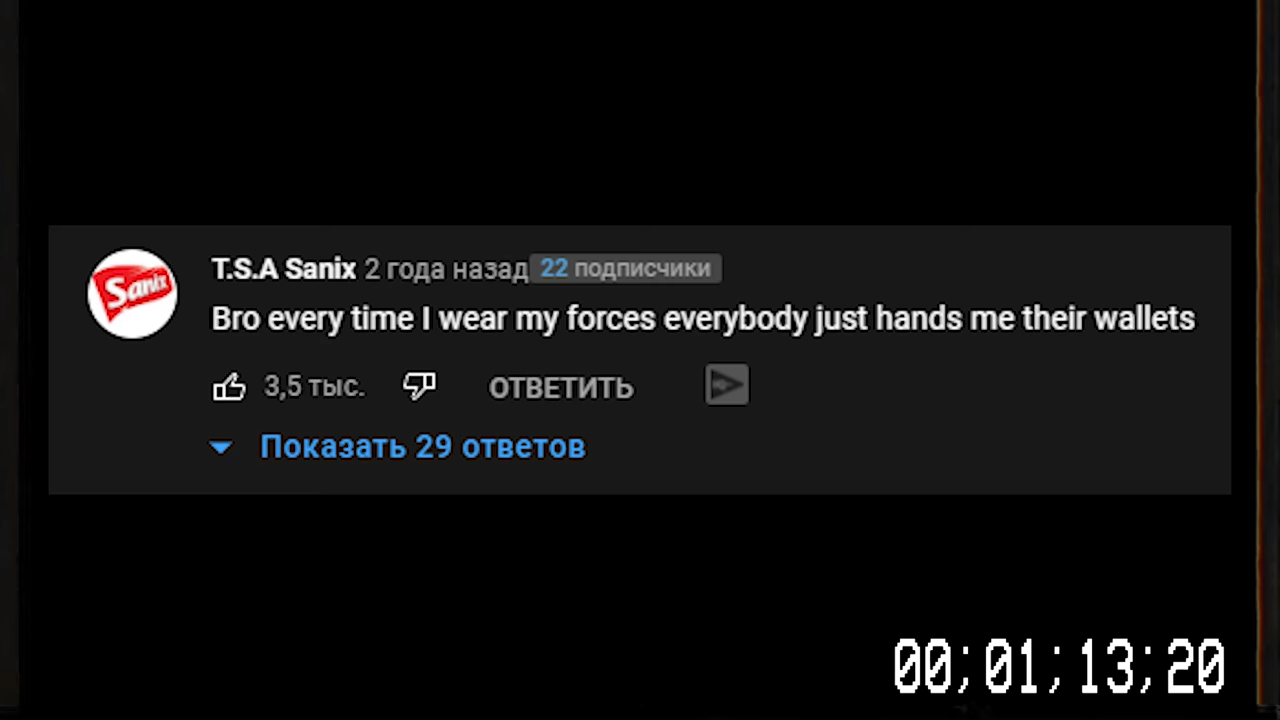 Sanix
T.S.A Sanix 2 года назад 22 подписчики
Bro every time I wear my forces everybody just hands me their wallets
3,5 тыс. ОТВЕТИТЬ
Показать 29 ответов
00;01;13;20